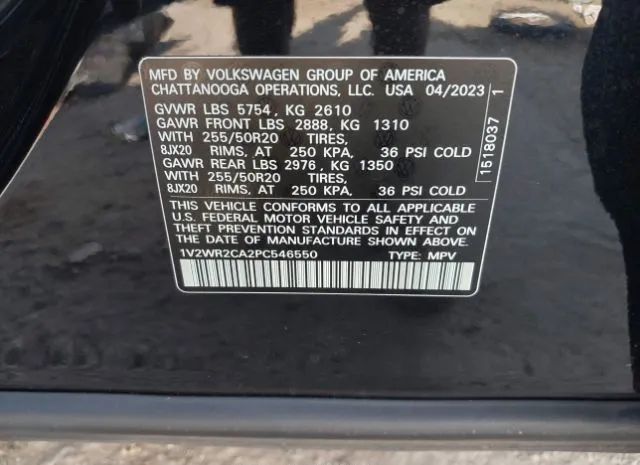 MFD BY VOLKSWAGEN GROUP OF AMERICA
CHATTANOOGA OPERATIONS, LLC. USA 04/2023
GVWR LBS 5754, KG 2610
GAWR FRONT LBS 2888, KG 1310
WITH 255/50R20 TIRES,
8JX20 RIMS, AT 250 KPA, 36 PSI COLD
GAWR REAR LBS 2976, KG 1350
WITH 255/50R20 TIRES,
8JX20 RIMS, AT 250 KPA, 36 PSI COLD
THIS VEHICLE CONFORMS TO ALL APPLICABLE
U.S. FEDERAL MOTOR VEHICLE SAFETY AND
THEFT PREVENTION STANDARDS IN EFFECT ON
THE DATE OF MANUFACTURE SHOWN ABOVE
1V2WR2CA2PC546550 TYPE: MPV
1518037 1